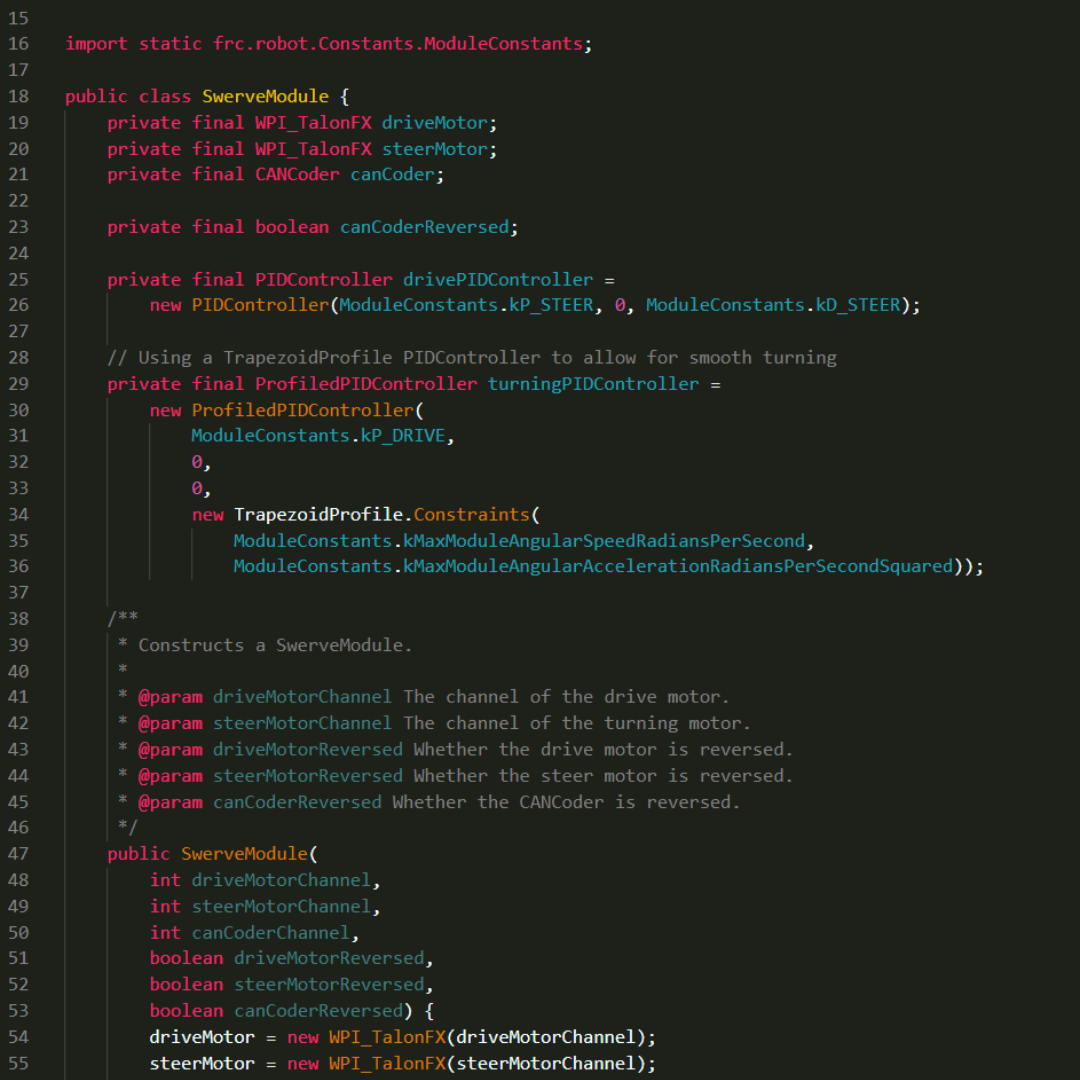 15
16 import static frc.robot.Constants.ModuleConstants;
17
18 public class SwerveModule {
19     private final WPI_TalonFX driveMotor;
20     private final WPI_TalonFX steerMotor;
21     private final CANCoder canCoder;
22
23     private final boolean canCoderReversed;
24
25     private final PIDController drivePIDController =
26         new PIDController(ModuleConstants.kP_STEER, 0, ModuleConstants.kD_STEER);
27
28     // Using a TrapezoidProfile PIDController to allow for smooth turning
29     private final ProfiledPIDController turningPIDController =
30         new ProfiledPIDController(
31             ModuleConstants.kP_DRIVE,
32             0,
33             0,
34             new TrapezoidProfile.Constraints(
35                 ModuleConstants.kMaxModuleAngularSpeedRadiansPerSecond,
36                 ModuleConstants.kMaxModuleAngularAccelerationRadiansPerSecondSquared));
37
38     /**
39      * Constructs a SwerveModule.
40      *
41      * @param driveMotorChannel The channel of the drive motor.
42      * @param steerMotorChannel The channel of the turning motor.
43      * @param driveMotorReversed Whether the drive motor is reversed.
44      * @param steerMotorReversed Whether the steer motor is reversed.
45      * @param canCoderReversed Whether the CANCoder is reversed.
46      */
47     public SwerveModule(
48         int driveMotorChannel,
49         int steerMotorChannel,
50         int canCoderChannel,
51         boolean driveMotorReversed,
52         boolean steerMotorReversed,
53         boolean canCoderReversed) {
54         driveMotor = new WPI_TalonFX(driveMotorChannel);
55         steerMotor = new WPI_TalonFX(steerMotorChannel);